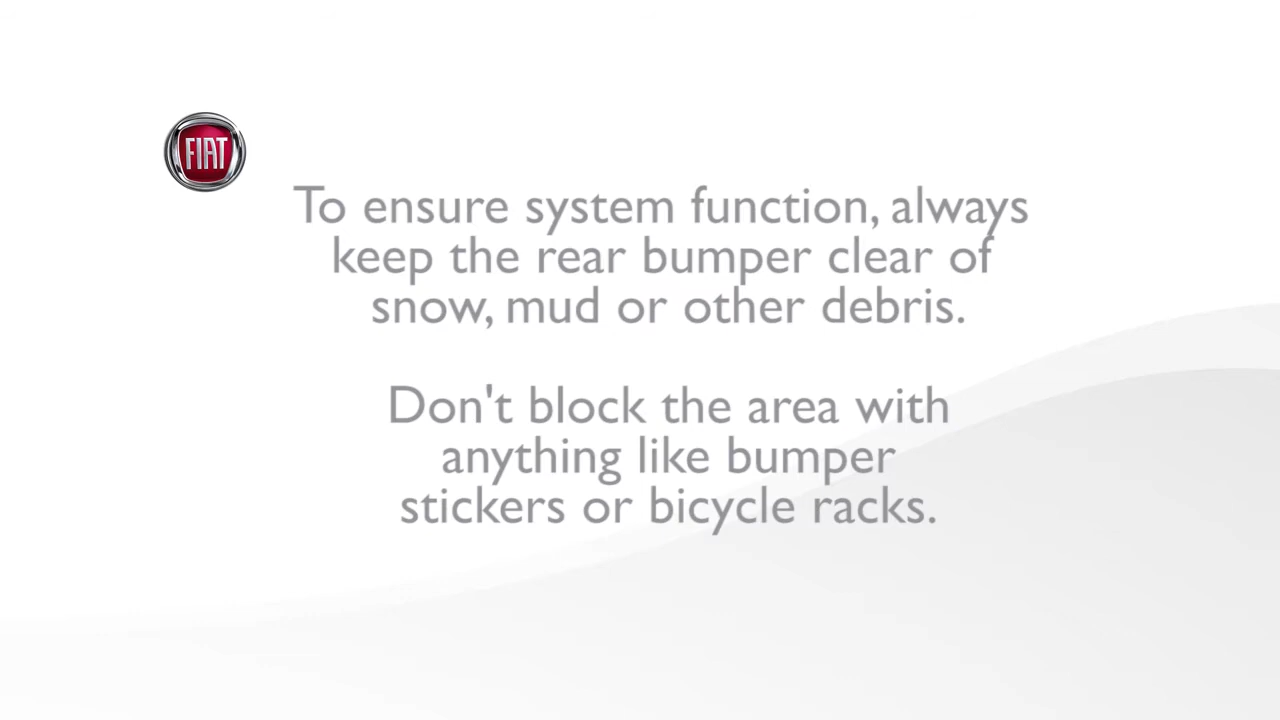 FIAT
To ensure system function, always
keep the rear bumper clear of
snow, mud or other debris.
Don't block the area with
anything like bumper
stickers or bicycle racks.